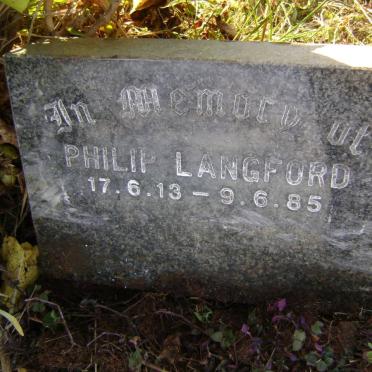 In Memory of
PHILIP LANGFORD
17.6.13 - 9.6.85